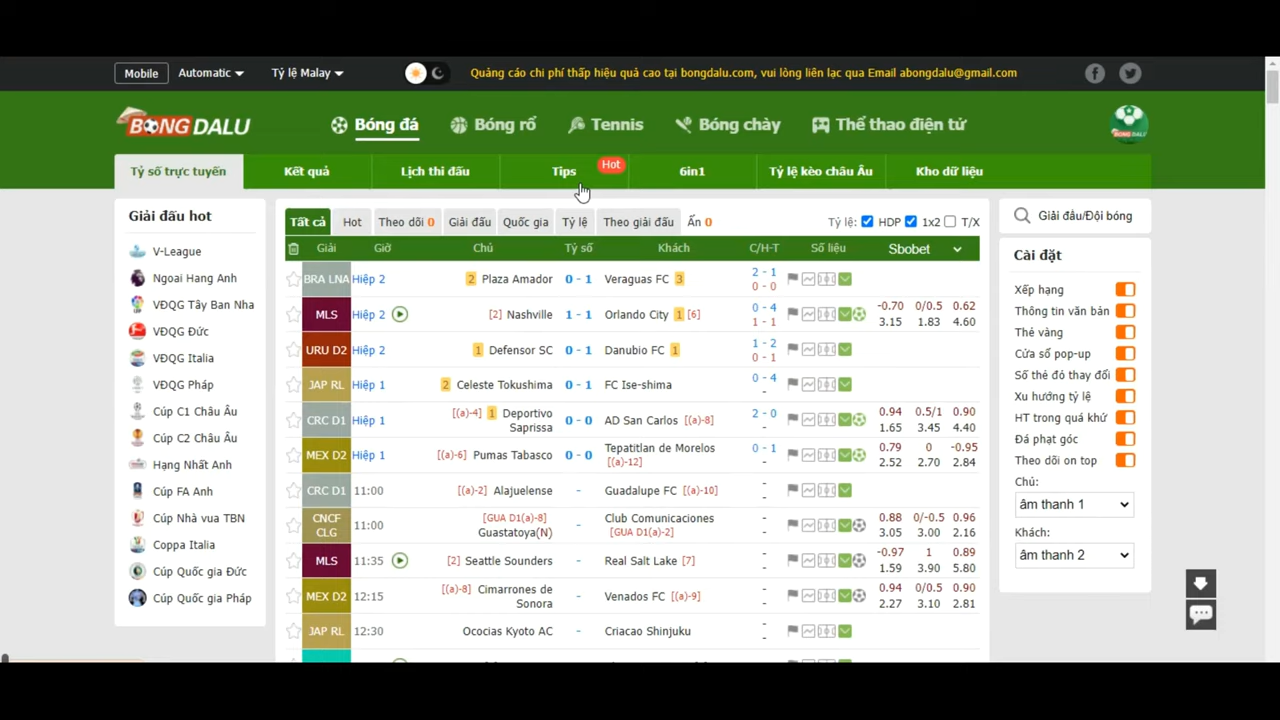 Mobile Automatic Tỷ lệ Malay Quảng cáo chi phí thấp hiệu quả cao tại bongdalu.com, vui lòng liên lạc qua Email abongdalu@gmail.com
BONG DALU Bóng đá Bóng rổ Tennis Bóng chày Thể thao điện tử
Tỷ số trực tuyến Kết quả Lịch thi đấu Tips Hot 6in1 Tỷ lệ kèo châu Âu Kho dữ liệu
Giải đấu hot
V-League
Ngoai Hang Anh
VĐQG Tây Ban Nha
VĐQG Đức
VĐQG Italia
VĐQG Pháp
Cúp C1 Châu Âu
Cúp C2 Châu Âu
Hạng Nhất Anh
Cúp FA Anh
Cúp Nhà vua TBN
Coppa Italia
Cúp Quốc gia Đức
Cúp Quốc gia Pháp
Tất cả Hot Theo dõi 0 Giải đấu Quốc gia Tỷ lệ Theo giải đấu Ẩn 0 Tỷ lệ: HDP 1x2 T/X
Giải Giờ Chủ Tỷ số Khách C/H-T Số liệu Sbobet
BRA LNA Hiệp 2 2 Plaza Amador 0 - 1 Veraguas FC 3 2 - 1
0 - 0
MLS Hiệp 2 [2] Nashville 1 - 1 Orlando City 1 [6] 0 - 4 -0.70 0/0.5 0.62
1 - 1 3.15 1.83 4.60
URU D2 Hiệp 2 1 Defensor SC 0 - 1 Danubio FC 1 1 - 2
0 - 1
JAP RL Hiệp 1 2 Celeste Tokushima 0 - 1 FC Ise-shima 0 - 4
-
CRC D1 Hiệp 1 [(a)-4] 1 Deportivo Saprissa 0 - 0 AD San Carlos [(a)-8] 2 - 0 0.94 0.5/1 0.90
- 1.65 3.45 4.40
MEX D2 Hiệp 1 [(a)-6] Pumas Tabasco 0 - 0 Tepatitlan de Morelos [(a)-12] 0 - 1 0.79 0 -0.95
- 2.52 2.70 2.84
CRC D1 11:00 [(a)-2] Alajuelense - Guadalupe FC [(a)-10] -
-
CNCF CLG 11:00 [GUA D1(a)-8] Guastatoya(N) - Club Comunicaciones [GUA D1(a)-2] - 0.88 0/-0.5 0.96
- 3.05 3.00 2.16
MLS 11:35 [2] Seattle Sounders - Real Salt Lake [7] - -0.97 1 0.89
- 1.59 3.90 5.80
MEX D2 12:15 [(a)-8] Cimarrones de Sonora - Venados FC [(a)-9] - 0.94 0/0.5 0.90
- 2.27 3.10 2.81
JAP RL 12:30 Ococias Kyoto AC - Criacao Shinjuku -
-
Giải đấu/Đội bóng
Cài đặt
Xếp hạng
Thông tin văn bản
Thẻ vàng
Cửa sổ pop-up
Số thẻ đỏ thay đổi
Xu hướng tỷ lệ
HT trong quá khứ
Đá phạt góc
Theo dõi on top
Chủ:
âm thanh 1
Khách:
âm thanh 2